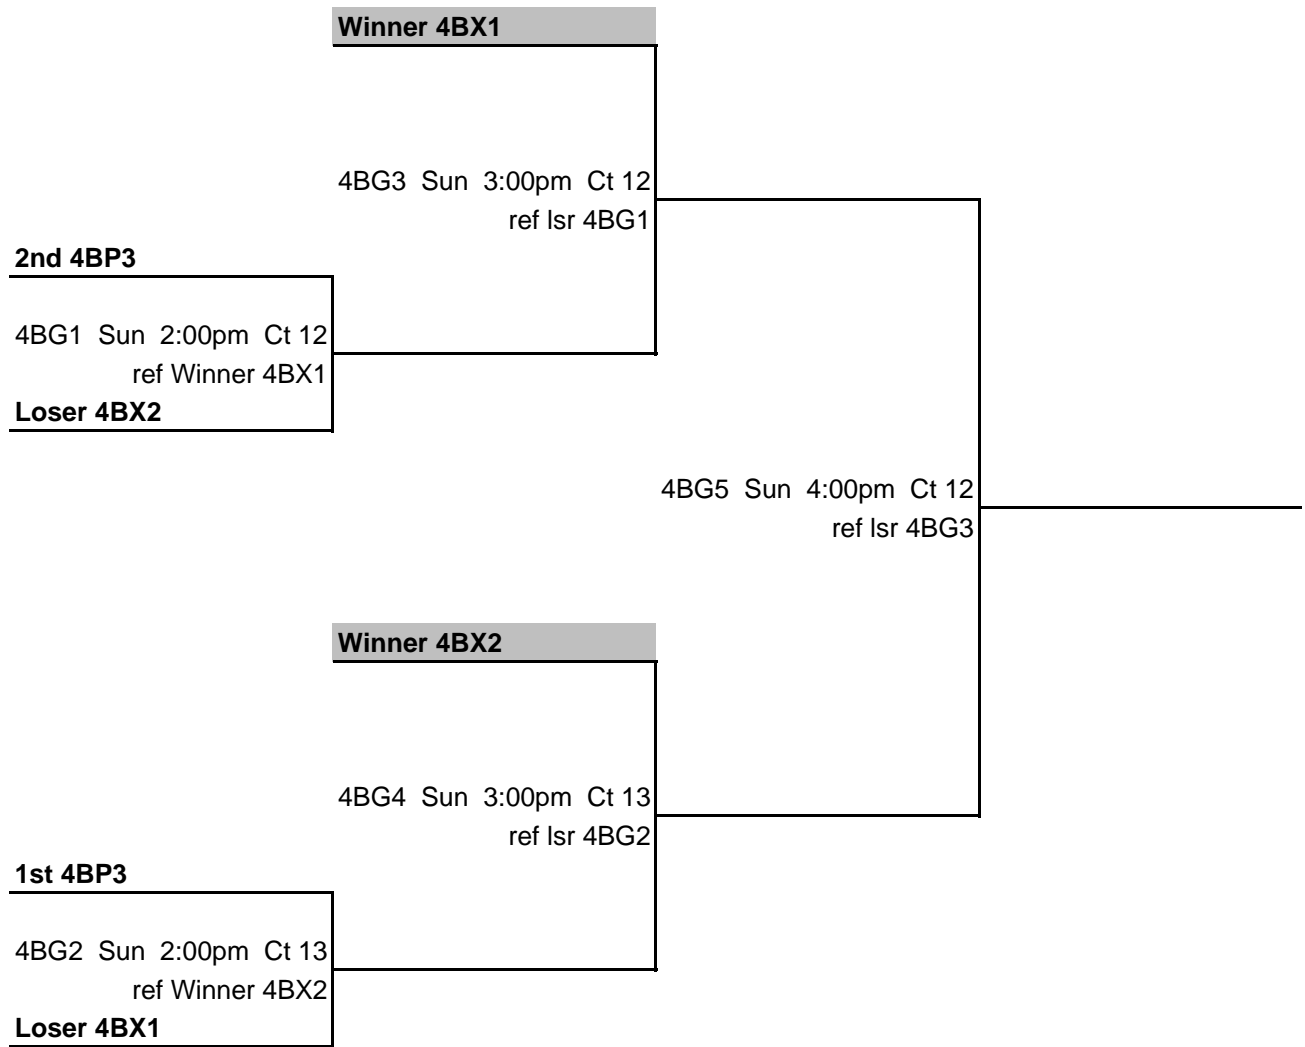 Winner 4BX1
4BG3 Sun 3:00pm Ct 12
ref lsr 4BG1
2nd 4BP3
4BG1 Sun 2:00pm Ct 12
ref Winner 4BX1
Loser 4BX2
4BG5 Sun 4:00pm Ct 12
ref lsr 4BG3
Winner 4BX2
4BG4 Sun 3:00pm Ct 13
ref lsr 4BG2
1st 4BP3
4BG2 Sun 2:00pm Ct 13
ref Winner 4BX2
Loser 4BX1